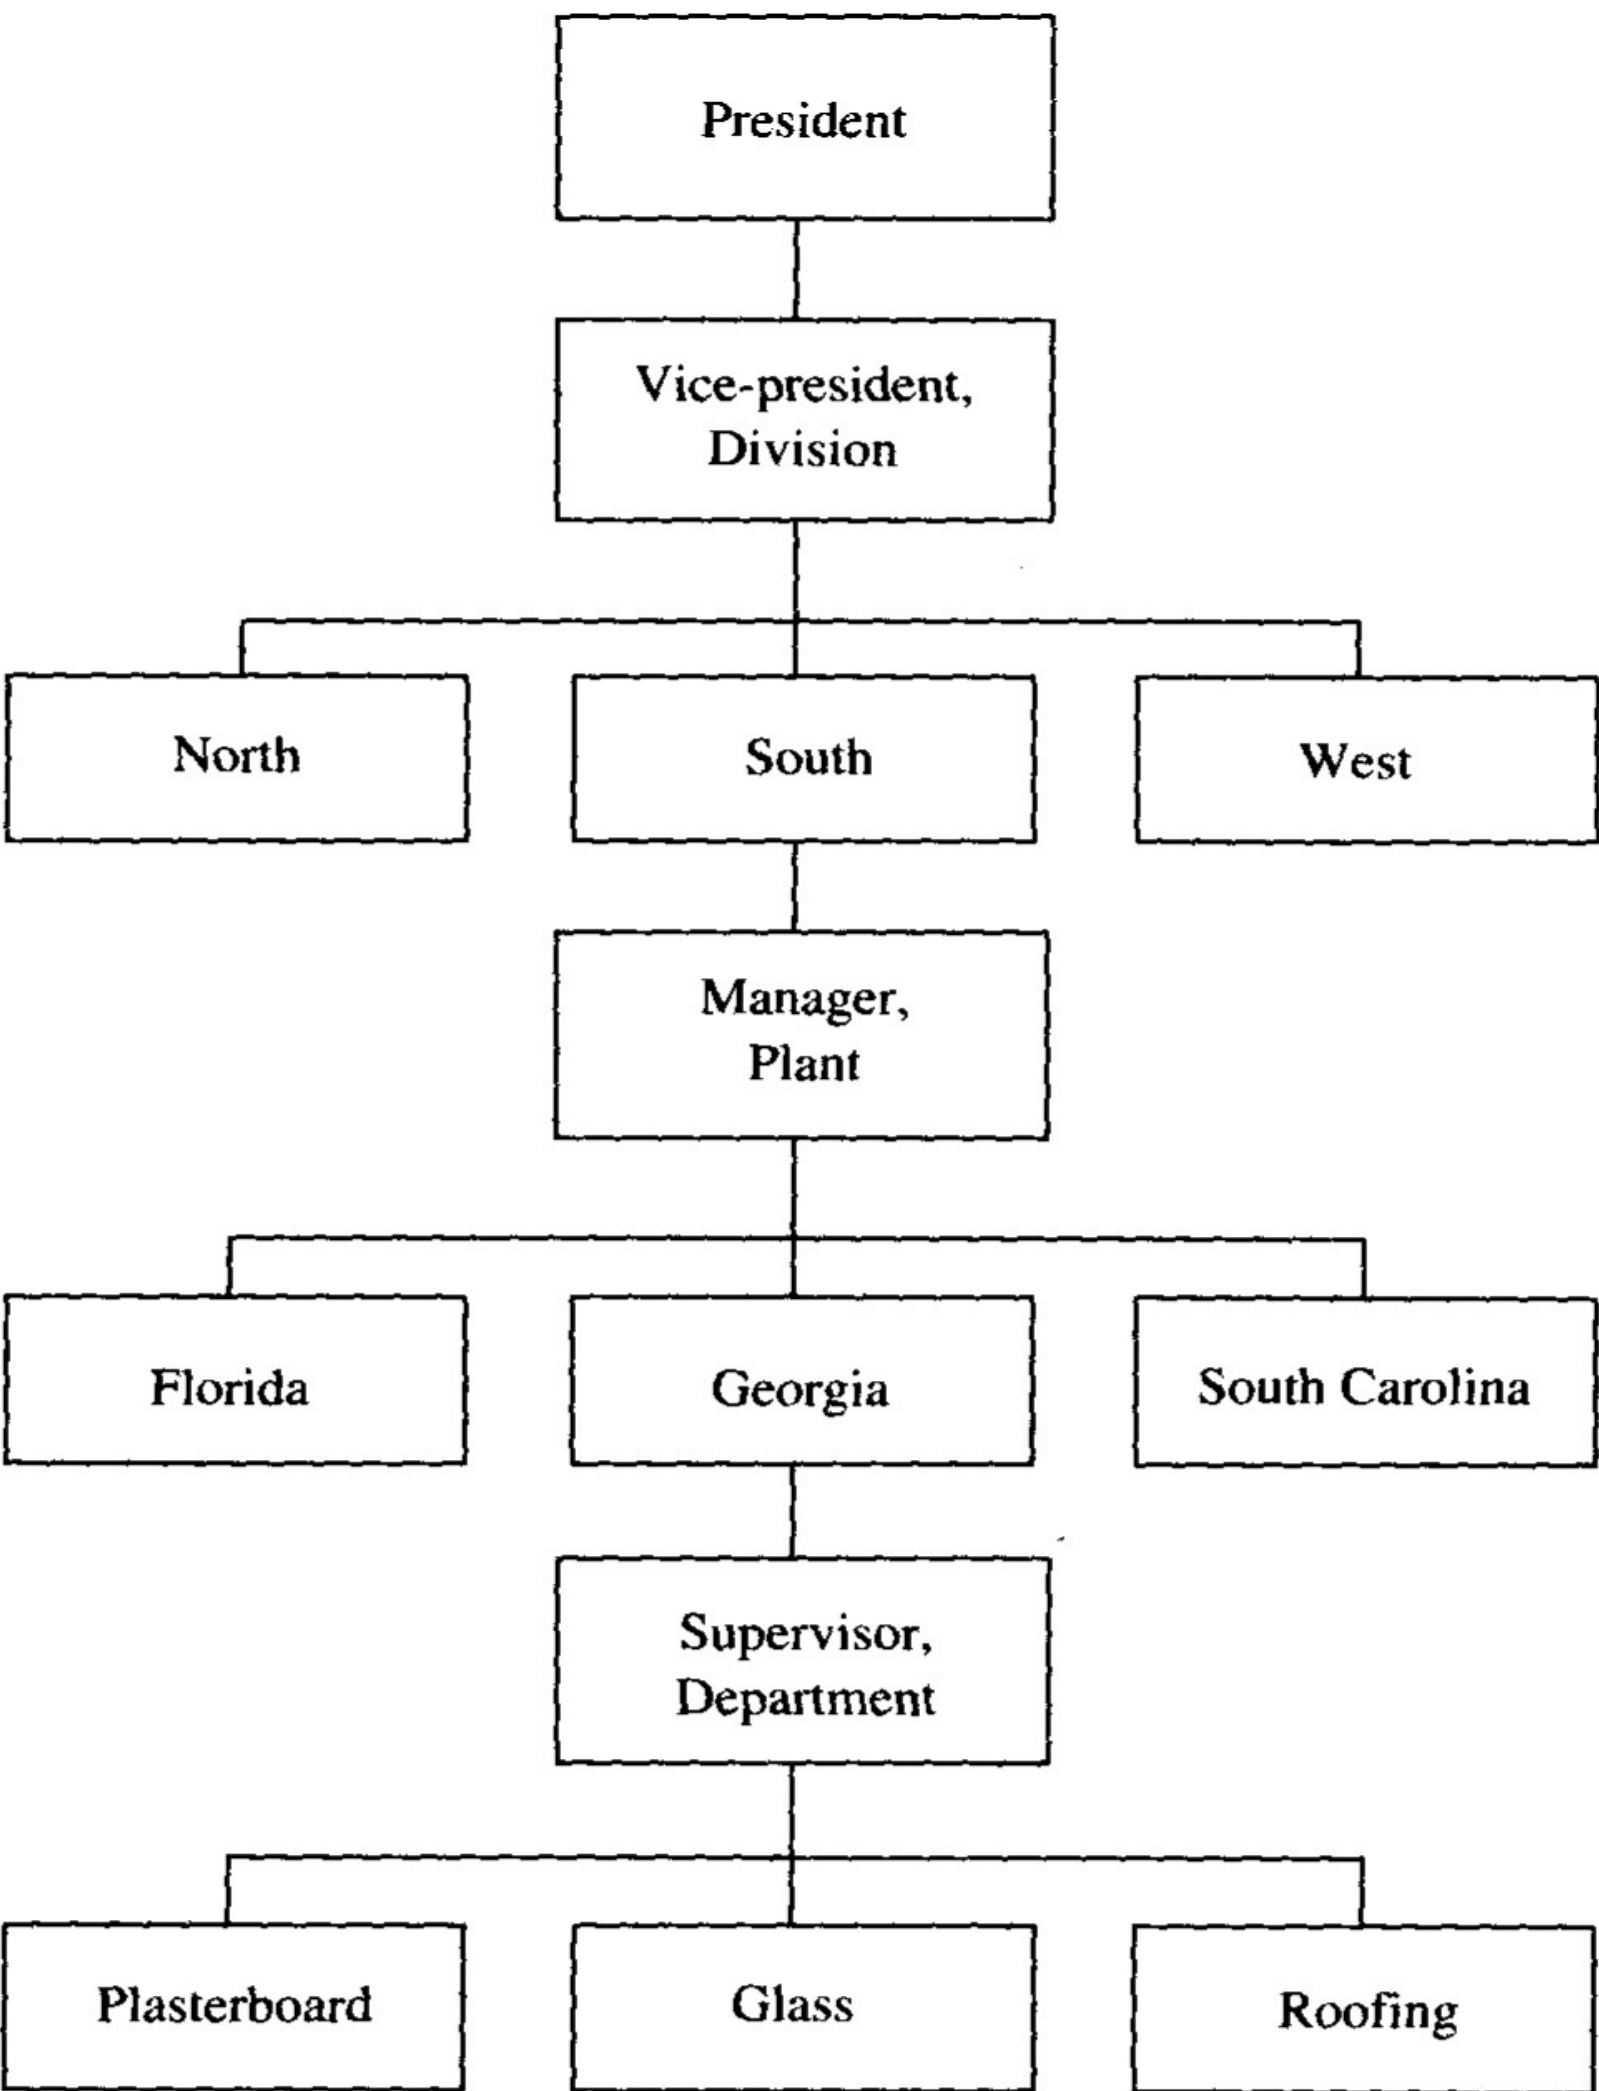 President
Vice-president,
Division
North
South
West
Manager,
Plant
Florida
Georgia
South Carolina
Supervisor,
Department
Plasterboard
Glass
Roofing